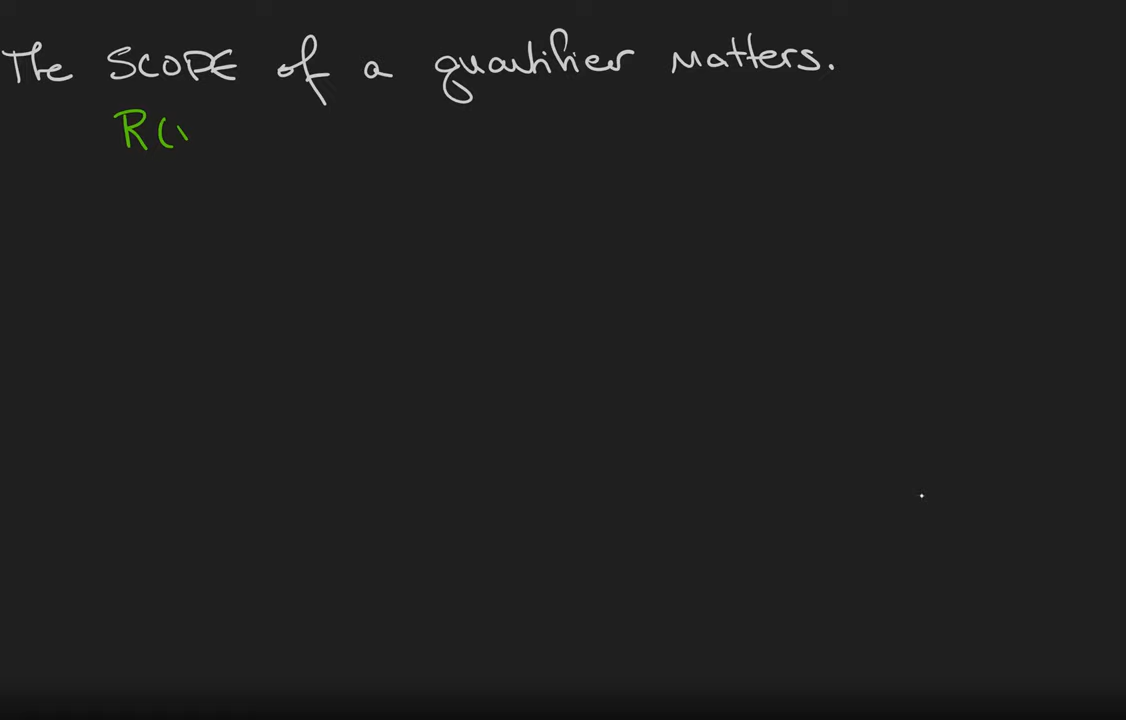 The SCOPE of a quantifier matters.
R(